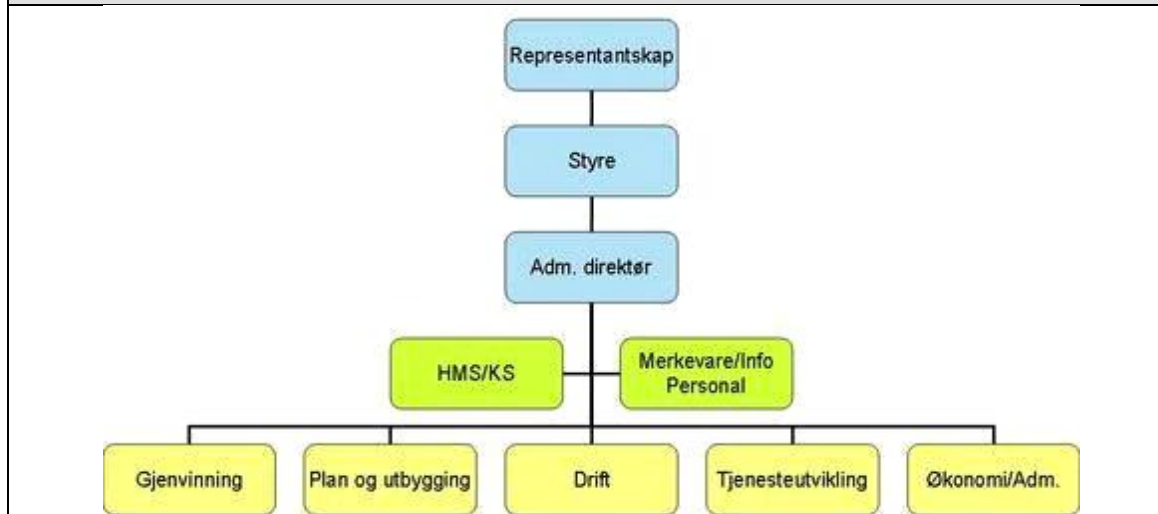 Representantskap
Styre
Adm. direktør
HMS/KS
Merkevare/Info
Personal
Gjenvinning
Plan og utbygging
Drift
Tjenesteutvikling
Økonomi/Adm.